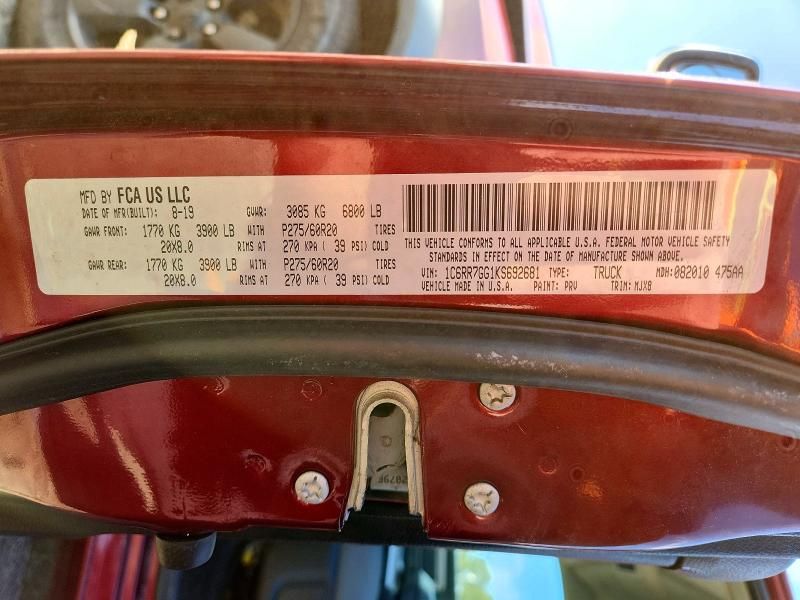 MFD BY FCA US LLC
DATE OF MFR(BUILT): 8-19 GVWR: 3085 KG 6800 LB
GAWR FRONT: 1770 KG 3900 LB WITH P275/60R20 TIRES
20X8.0 RIMS AT 270 KPA ( 39 PSI) COLD
GAWR REAR: 1770 KG 3900 LB WITH P275/60R20 TIRES
20X8.0 RIMS AT 270 KPA ( 39 PSI) COLD
THIS VEHICLE CONFORMS TO ALL APPLICABLE U.S.A. FEDERAL MOTOR VEHICLE SAFETY
STANDARDS IN EFFECT ON THE DATE OF MANUFACTURE SHOWN ABOVE.
VIN: 1C6RR7GG1KS692681 TYPE: TRUCK MDH: 082010 475AA
VEHICLE MADE IN U.S.A. PAINT: PRV TRIM: MJX8